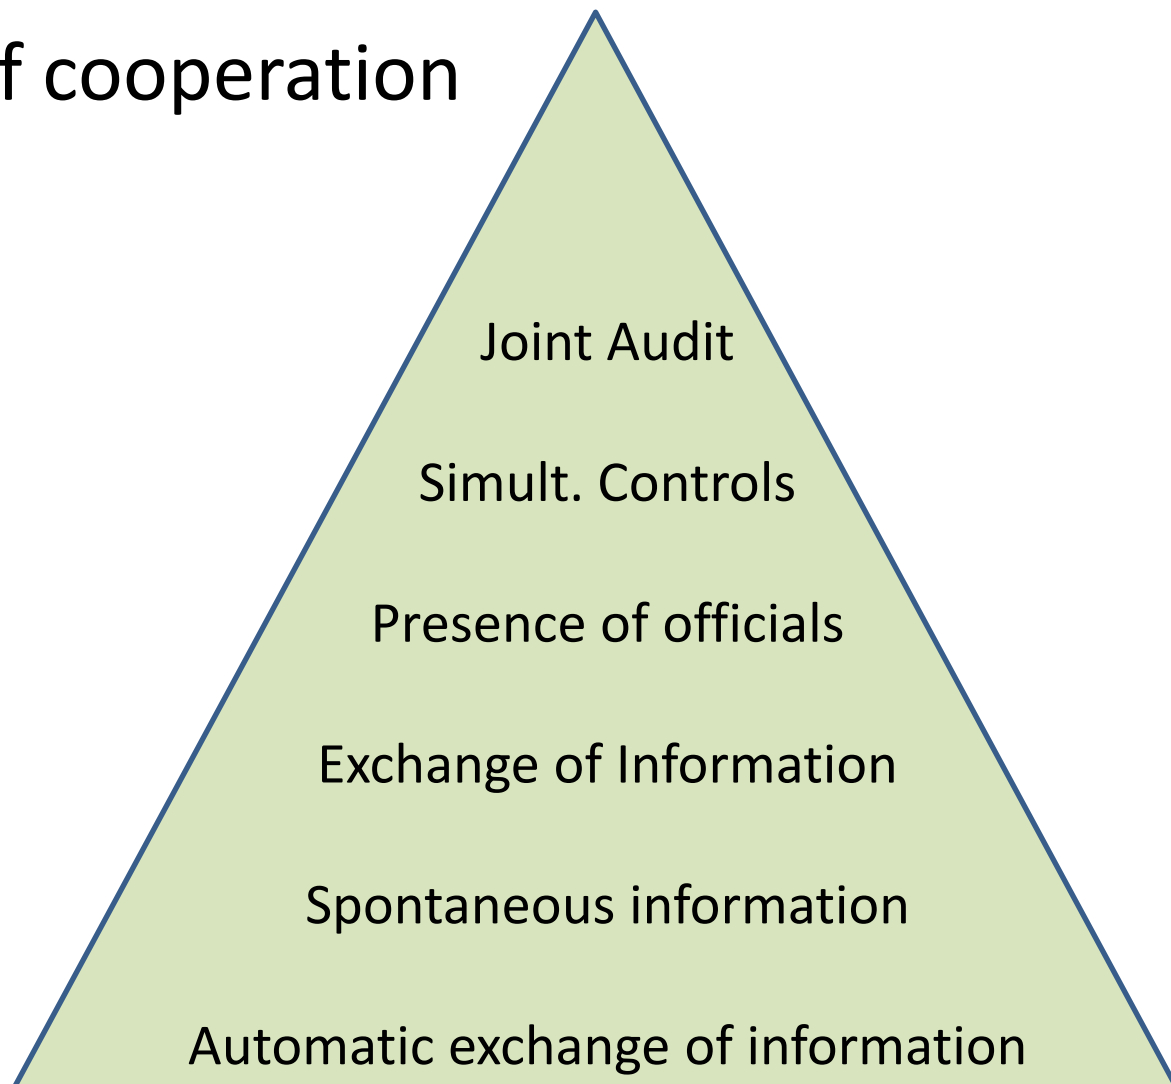 f cooperation
Joint Audit
Simult. Controls
Presence of officials
Exchange of Information
Spontaneous information
Automatic exchange of information